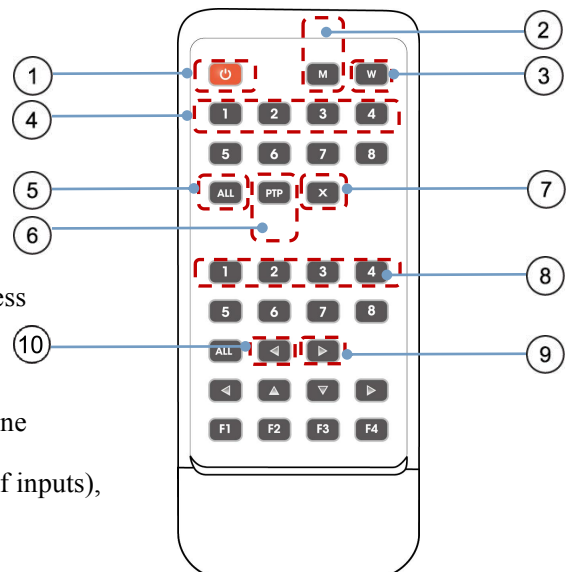 2
1 M W 3
4 1 2 3 4
5 6 7 8
5 ALL PTP X 7
6
1 2 3 4 8
ess
5 6 7 8
10 ALL 9
ne
F1 F2 F3 F4
f inputs),